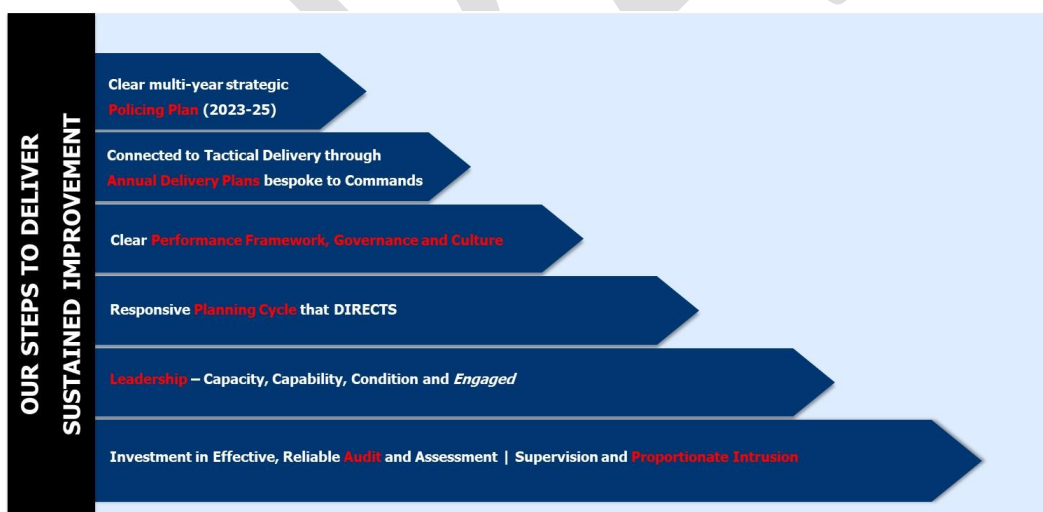 OUR STEPS TO DELIVER
SUSTAINED IMPROVEMENT
Clear multi-year strategic
Policing Plan (2023-25)
Connected to Tactical Delivery through
Annual Delivery Plans bespoke to Commands
Clear Performance Framework, Governance and Culture
Responsive Planning Cycle that DIRECTS
Leadership – Capacity, Capability, Condition and Engaged
Investment in Effective, Reliable Audit and Assessment | Supervision and Proportionate Intrusion